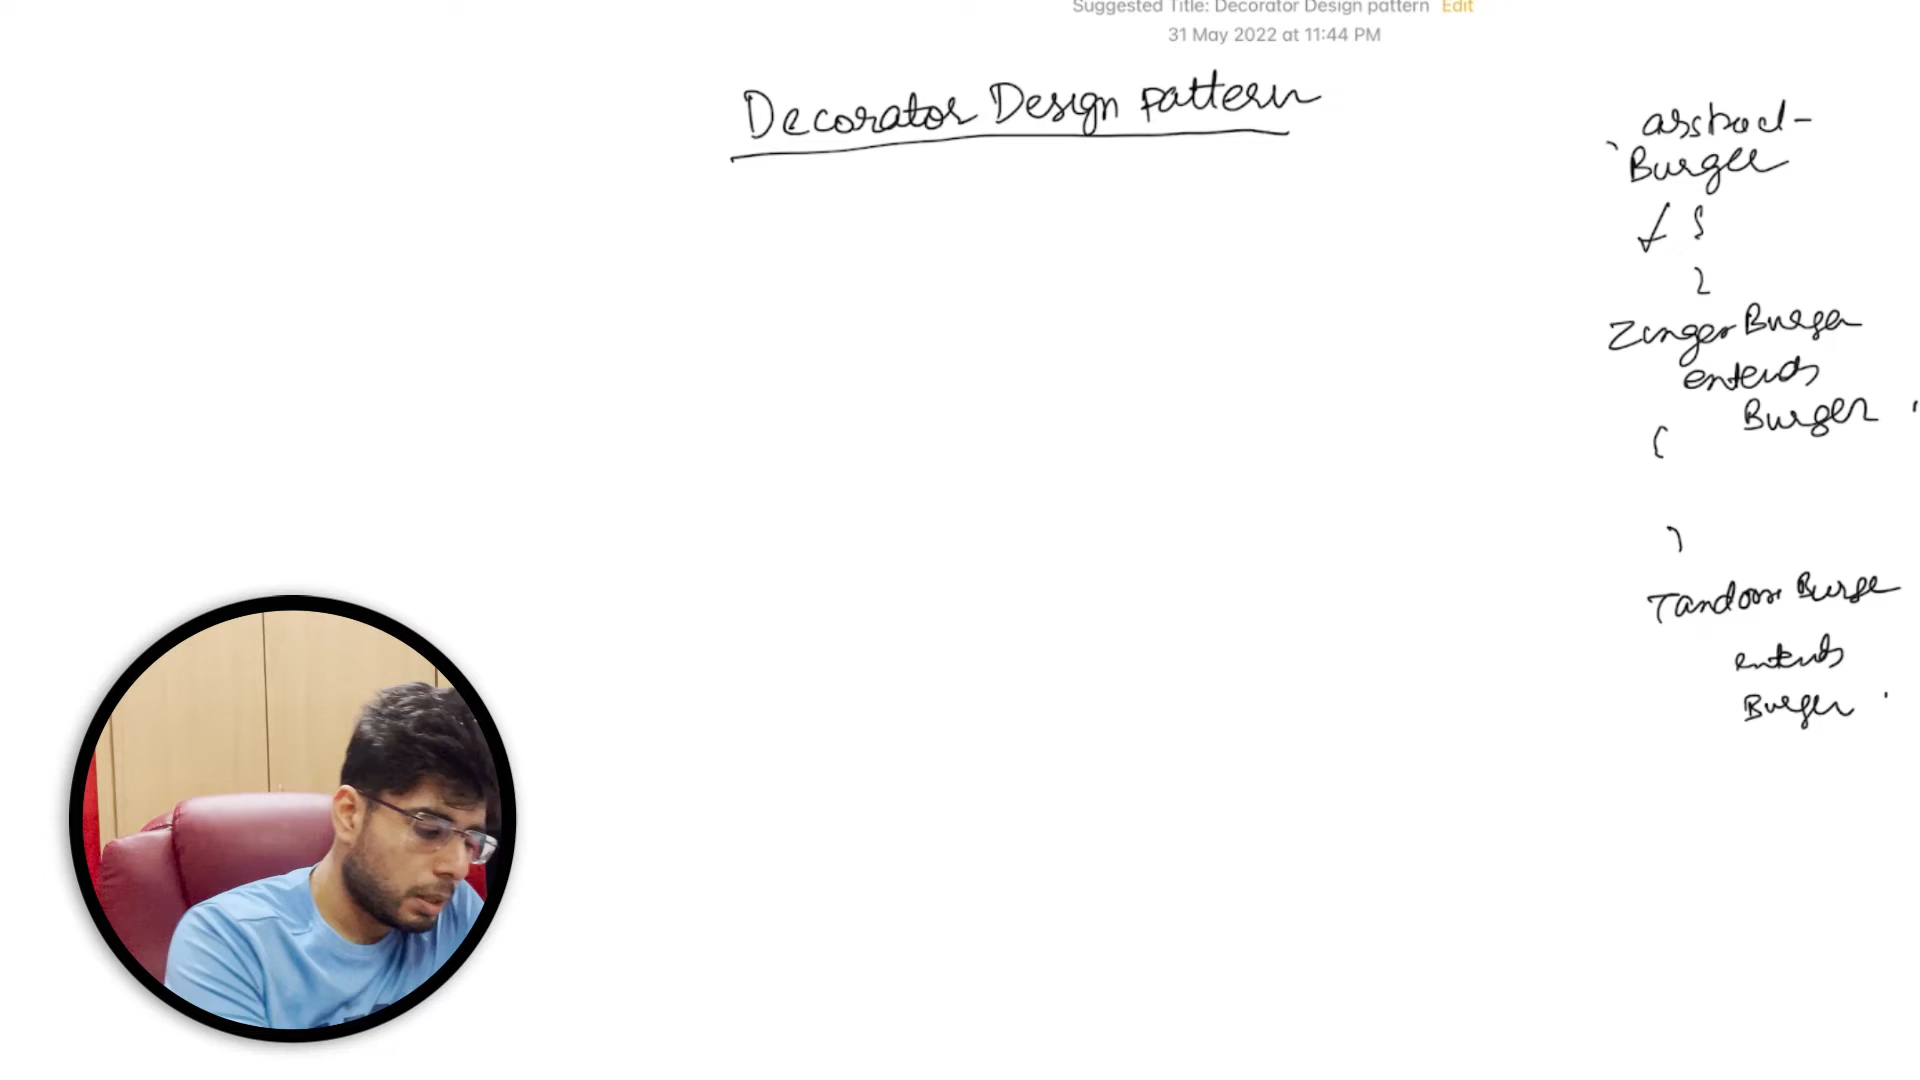 Suggested Title: Decorator Design pattern Edit
31 May 2022 at 11:44 PM
Decorator Design pattern
abstract
Burger
{
}
Zinger Burger
extends
Burger
{
}
Tandoori Burge
extends
Burger